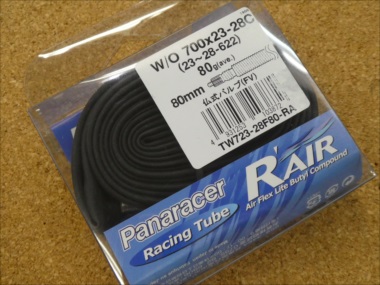 W/O 700x23-28C
(23～28-622)
80g(ave.)
80mm
仏式バルブ(FV)
TW723-28F80-RA
Panaracer
Racing Tube
R'AIR
Air Flex Lite Butyl Compound